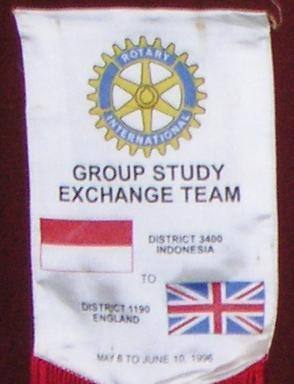 ROTARY
INTERNATIONAL
GROUP STUDY
EXCHANGE TEAM
DISTRICT 3400
INDONESIA
TO
DISTRICT 1190
ENGLAND
MAY 6 TO JUNE 10, 1996